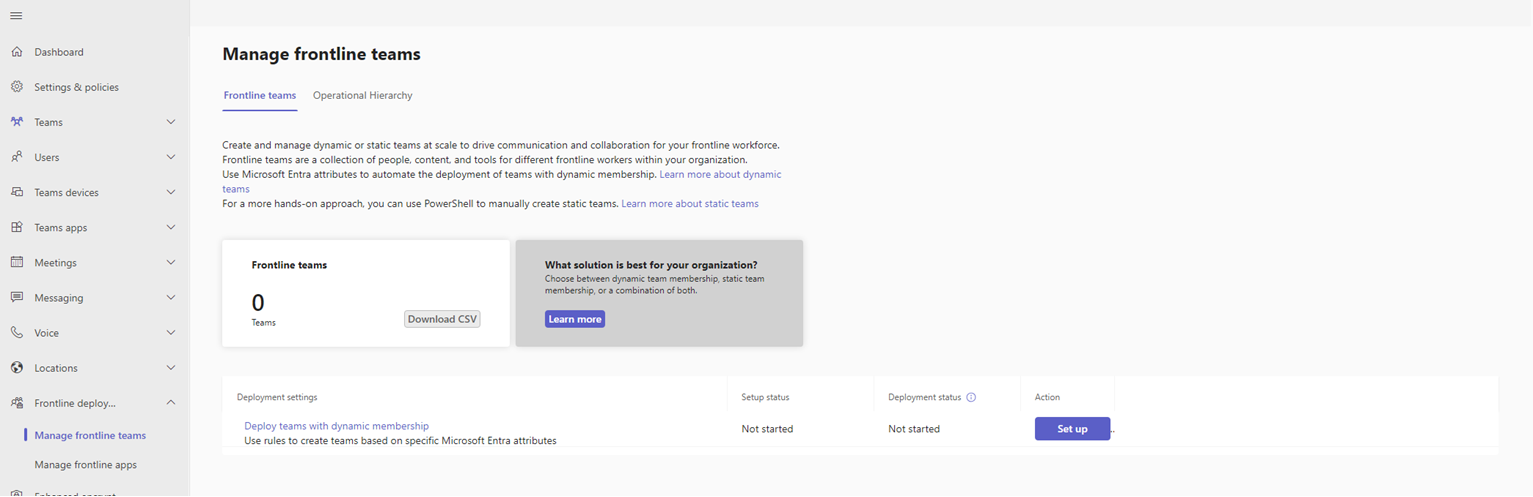 Dashboard
Settings & policies
Teams
Users
Teams devices
Teams apps
Meetings
Messaging
Voice
Locations
Frontline deploy...
Manage frontline teams
Manage frontline apps
Enhanced encrypt...
Manage frontline teams
Frontline teams
Operational Hierarchy
Create and manage dynamic or static teams at scale to drive communication and collaboration for your frontline workforce.
Frontline teams are a collection of people, content, and tools for different frontline workers within your organization.
Use Microsoft Entra attributes to automate the deployment of teams with dynamic membership. Learn more about dynamic
teams
For a more hands-on approach, you can use PowerShell to manually create static teams. Learn more about static teams
Frontline teams
0
Teams
Download CSV
What solution is best for your organization?
Choose between dynamic team membership, static team
membership, or a combination of both.
Learn more
Deployment settings
Setup status
Deployment status
Action
Deploy teams with dynamic membership
Use rules to create teams based on specific Microsoft Entra attributes
Not started
Not started
Set up
..